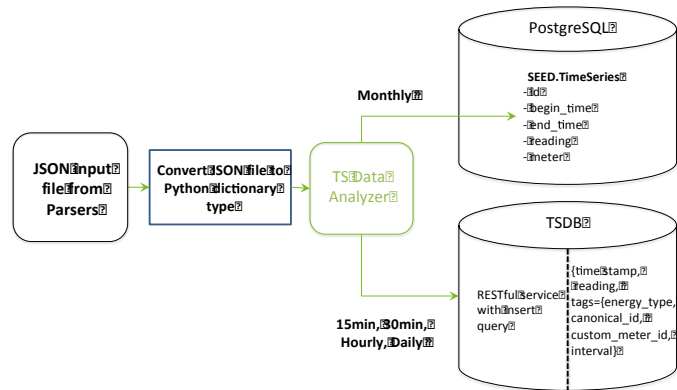 PostgreSQL
SEED.TimeSeries
- id
- begin_time
- end_time
- reading
- meter
Monthly
JSON input
file from
Parsers
Convert JSON file to
Python dictionary
type
TS Data
Analyzer
TSDB
RESTful service
with insert
query
{time stamp,
reading,
tags={energy_type,
canonical_id,
custom_meter_id,
interval}
15min, 30min,
Hourly, Daily